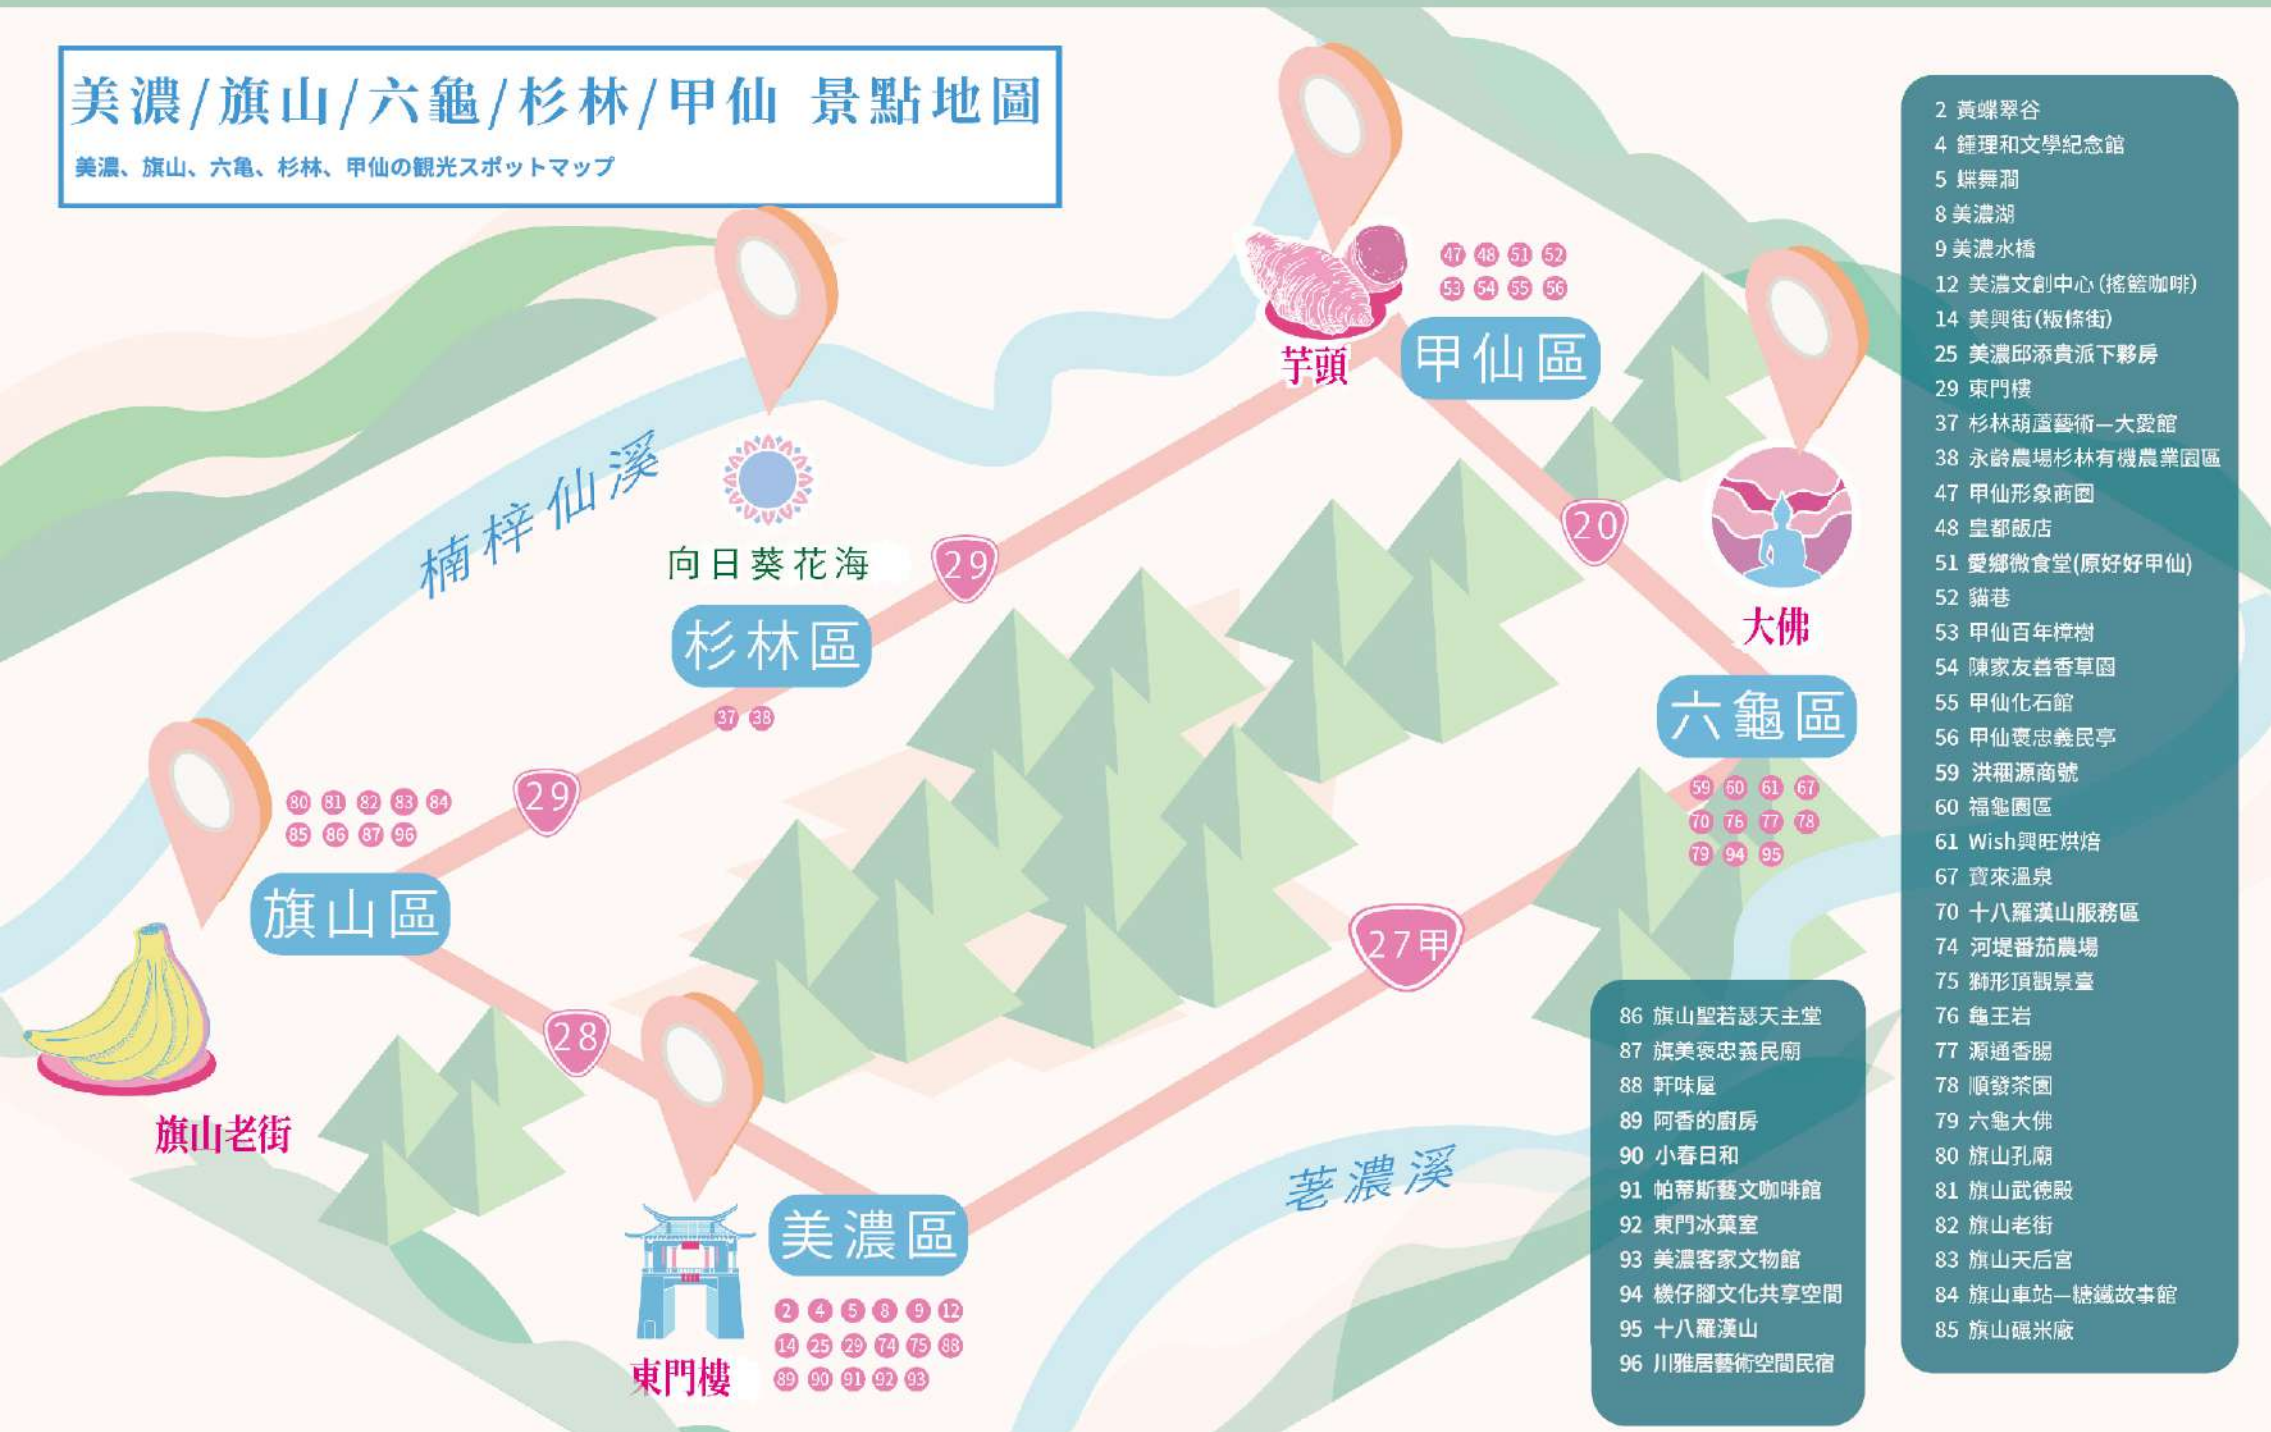 美濃/旗山/六龜/杉林/甲仙 景點地圖
美濃、旗山、六亀、杉林、甲仙の観光スポットマップ
楠梓仙溪
向日葵花海
杉林區
37 38
29
芋頭
47 48 51 52
53 54 55 56
甲仙區
20
大佛
六龜區
59 60 61 67
70 76 77 78
79 94 95
80 81 82 83 84
85 86 87 96
29
旗山區
旗山老街
28
27甲
荖濃溪
東門樓
美濃區
2 4 5 8 9 12
14 25 29 74 75 88
89 90 91 92 93
2 黃蝶翠谷
4 鍾理和文學紀念館
5 蝶舞澗
8 美濃湖
9 美濃水橋
12 美濃文創中心(搖籃咖啡)
14 美興街(粄條街)
25 美濃邱添貴派下夥房
29 東門樓
37 杉林葫蘆藝術—大愛館
38 永齡農場杉林有機農業園區
47 甲仙形象商圈
48 皇都飯店
51 愛鄉微食堂(原好好甲仙)
52 貓巷
53 甲仙百年樟樹
54 陳家友善香草園
55 甲仙化石館
56 甲仙褒忠義民亭
59 洪稇源商號
60 福龜園區
61 Wish興旺烘焙
67 寶來溫泉
70 十八羅漢山服務區
74 河堤番茄農場
75 獅形頂觀景臺
76 龜王岩
77 源通香腸
78 順發茶園
79 六龜大佛
80 旗山孔廟
81 旗山武德殿
82 旗山老街
83 旗山天后宮
84 旗山車站—糖鐵故事館
85 旗山碾米廠
86 旗山聖若瑟天主堂
87 旗美褒忠義民廟
88 軒味屋
89 阿香的廚房
90 小春日和
91 帕蒂斯藝文咖啡館
92 東門冰菓室
93 美濃客家文物館
94 檨仔腳文化共享空間
95 十八羅漢山
96 川雅居藝術空間民宿